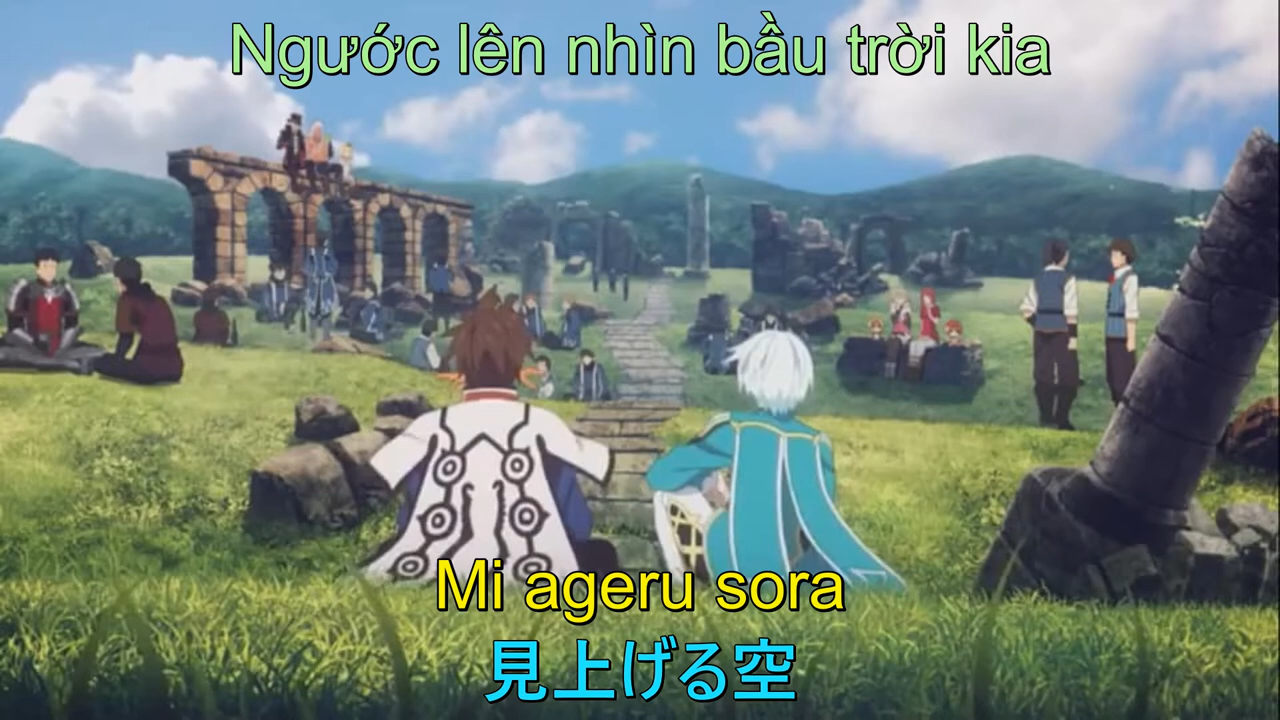 Ngước lên nhìn bầu trời kia
Mi ageru sora
見上げる空